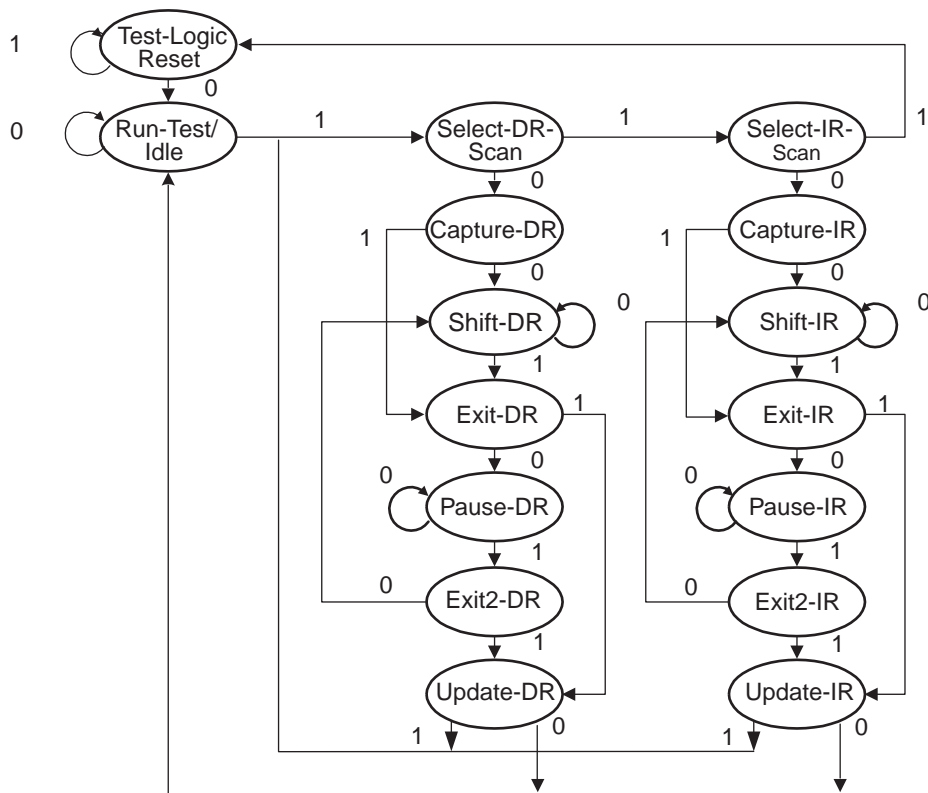 1
Test-Logic
Reset
0
0
Run-Test/
Idle
1
Select-DR-
Scan
1
Select-IR-
Scan
1
0
0
1
Capture-DR
1
Capture-IR
0
0
Shift-DR
0
Shift-IR
0
1
1
Exit-DR
1
Exit-IR
1
0
0
0
0
Pause-DR
Pause-IR
1
1
0
Exit2-DR
0
Exit2-IR
1
1
Update-DR
Update-IR
1
0
1
0